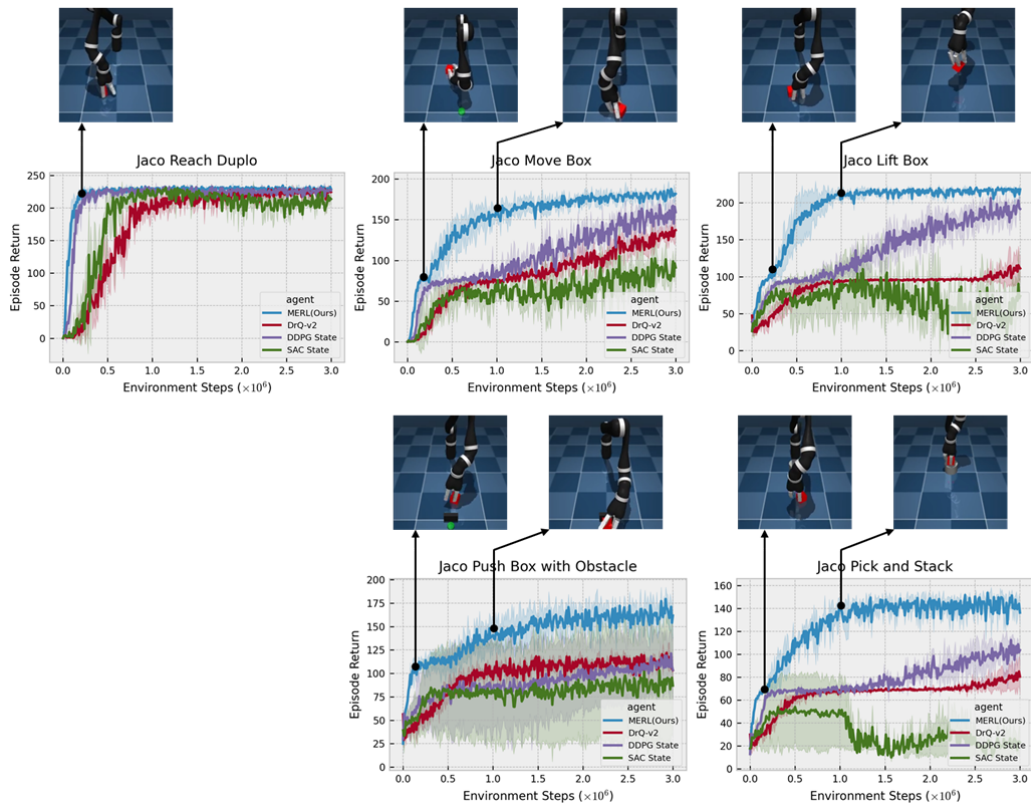 Jaco Reach Duplo
250
200
150
100
50
0
Episode Return
agent
MERL(Ours)
DrQ-v2
DDPG State
SAC State
0.0 0.5 1.0 1.5 2.0 2.5 3.0
Environment Steps (×10⁶)
Jaco Move Box
200
175
150
125
100
75
50
25
0
Episode Return
agent
MERL(Ours)
DrQ-v2
DDPG State
SAC State
0.0 0.5 1.0 1.5 2.0 2.5 3.0
Environment Steps (×10⁶)
Jaco Lift Box
200
150
100
50
0
Episode Return
agent
MERL(Ours)
DrQ-v2
DDPG State
SAC State
0.0 0.5 1.0 1.5 2.0 2.5 3.0
Environment Steps (×10⁶)
Jaco Push Box with Obstacle
200
175
150
125
100
75
50
25
0
Episode Return
agent
MERL(Ours)
DrQ-v2
DDPG State
SAC State
0.0 0.5 1.0 1.5 2.0 2.5 3.0
Environment Steps (×10⁶)
Jaco Pick and Stack
160
140
120
100
80
60
40
20
0
Episode Return
agent
MERL(Ours)
DrQ-v2
DDPG State
SAC State
0.0 0.5 1.0 1.5 2.0 2.5 3.0
Environment Steps (×10⁶)